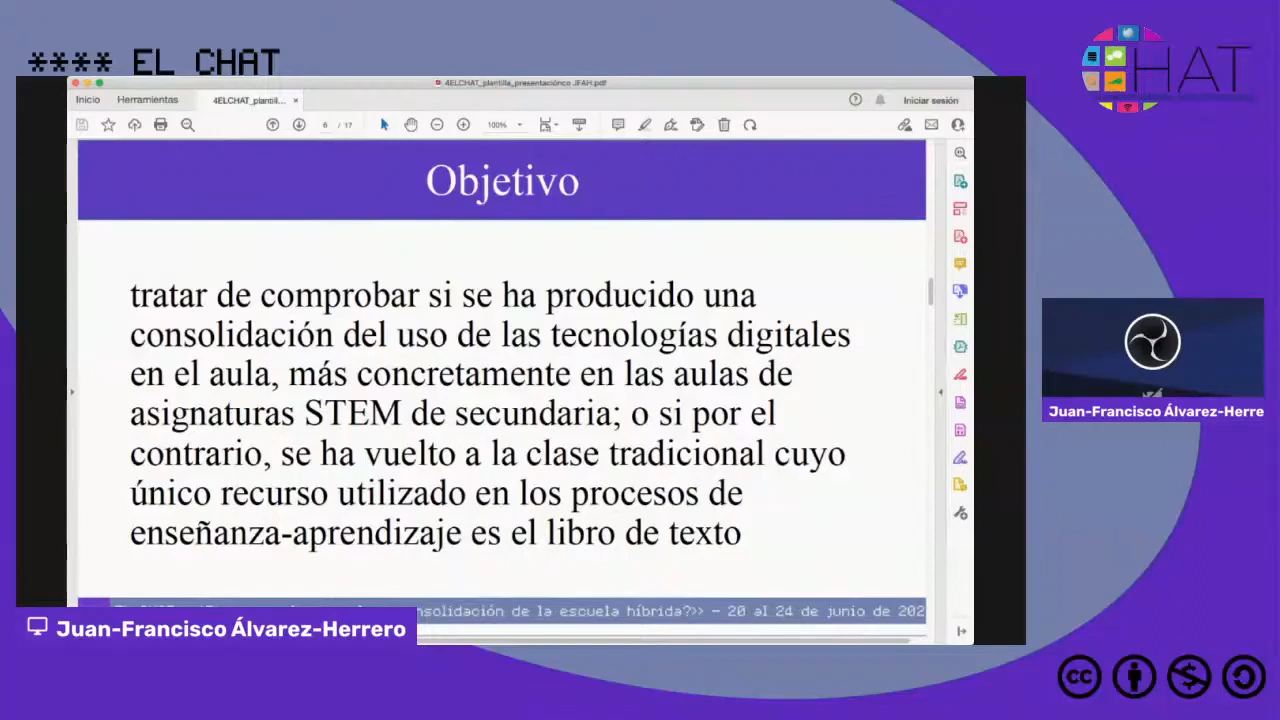 **** EL CHAT
HAT
4ELCHAT_plantilla_presentaciónco JFAH.pdf
Inicio Herramientas 4ELCHAT_plantill... × Iniciar sesión
6 / 17 100%
Objetivo
tratar de comprobar si se ha producido una
consolidación del uso de las tecnologías digitales
en el aula, más concretamente en las aulas de
asignaturas STEM de secundaria; o si por el
contrario, se ha vuelto a la clase tradicional cuyo
único recurso utilizado en los procesos de
enseñanza-aprendizaje es el libro de texto
nsolidación de la escuela híbrida?>> – 20 al 24 de junio de 202
Juan-Francisco Álvarez-Herrero
Juan-Francisco Álvarez-Herre
cc